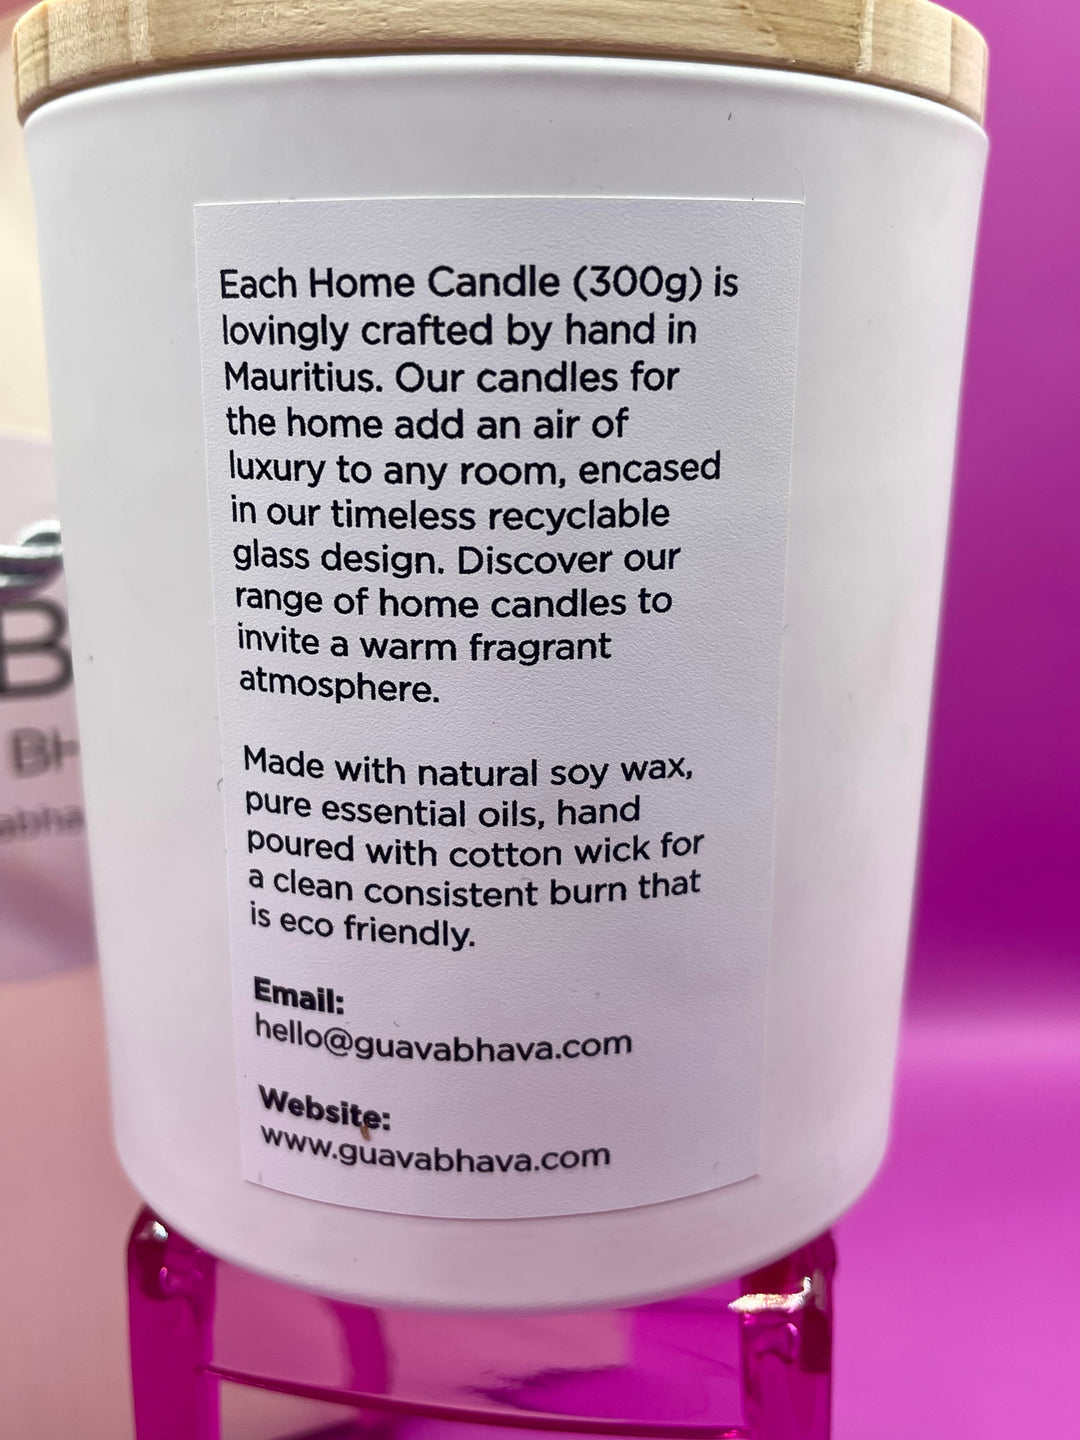 Each Home Candle (300g) is
lovingly crafted by hand in
Mauritius. Our candles for
the home add an air of
luxury to any room, encased
in our timeless recyclable
glass design. Discover our
range of home candles to
invite a warm fragrant
atmosphere.
Made with natural soy wax,
pure essential oils, hand
poured with cotton wick for
a clean consistent burn that
is eco friendly.
Email:
hello@guavabhava.com
Website:
www.guavabhava.com